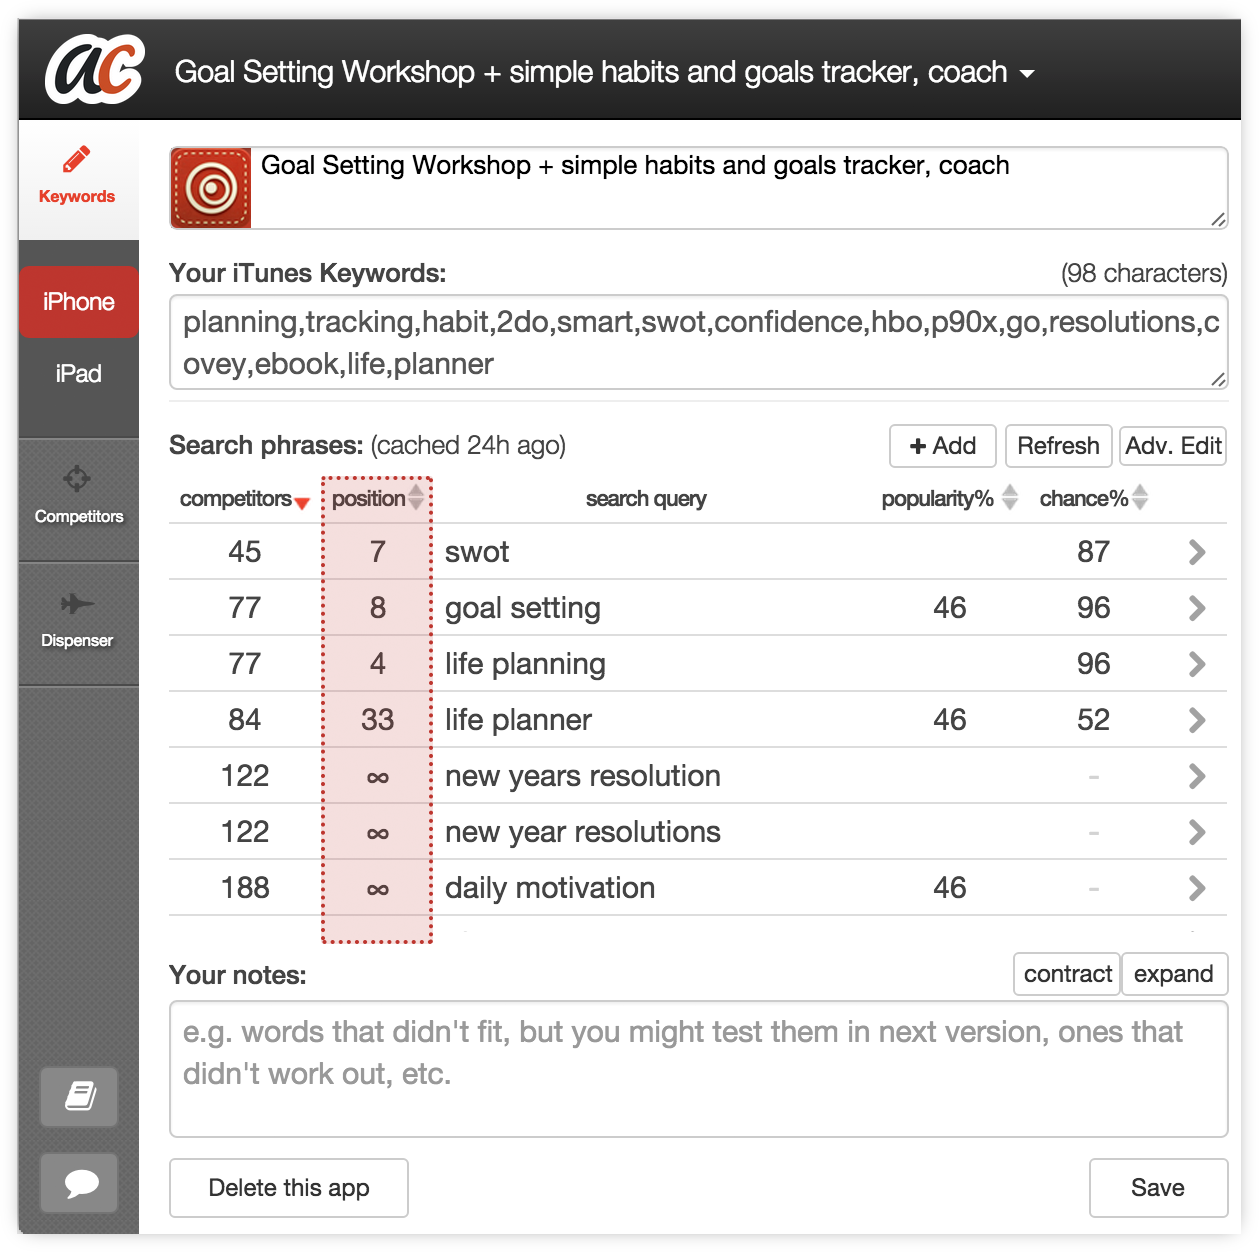 ac
Goal Setting Workshop + simple habits and goals tracker, coach
Keywords
Goal Setting Workshop + simple habits and goals tracker, coach
Your iTunes Keywords: (98 characters)
iPhone
planning,tracking,habit,2do,smart,swot,confidence,hbo,p90x,go,resolutions,c
ovey,ebook,life,planner
iPad
Search phrases: (cached 24h ago) + Add Refresh Adv. Edit
competitors position search query popularity% chance%
Competitors
45 7 swot 87
77 8 goal setting 46 96
Dispenser
77 4 life planning 96
84 33 life planner 46 52
122 ∞ new years resolution -
122 ∞ new year resolutions -
188 ∞ daily motivation 46 -
Your notes: contract expand
e.g. words that didn't fit, but you might test them in next version, ones that
didn't work out, etc.
Delete this app Save